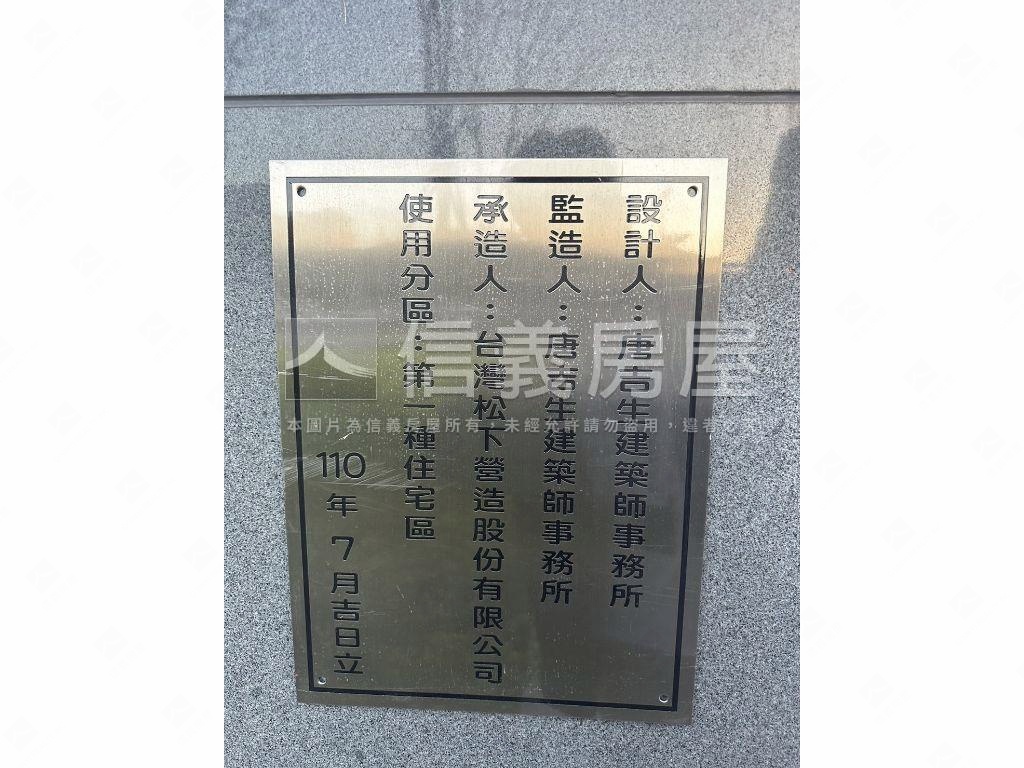 設計人：唐吉生建築師事務所
監造人：唐吉生建築師事務所
承造人：台灣松下營造股份有限公司
使用分區：第一種住宅區
110年7月吉日立
信義房屋
本圖片為信義房屋所有，未經允許請勿盜用，違者必